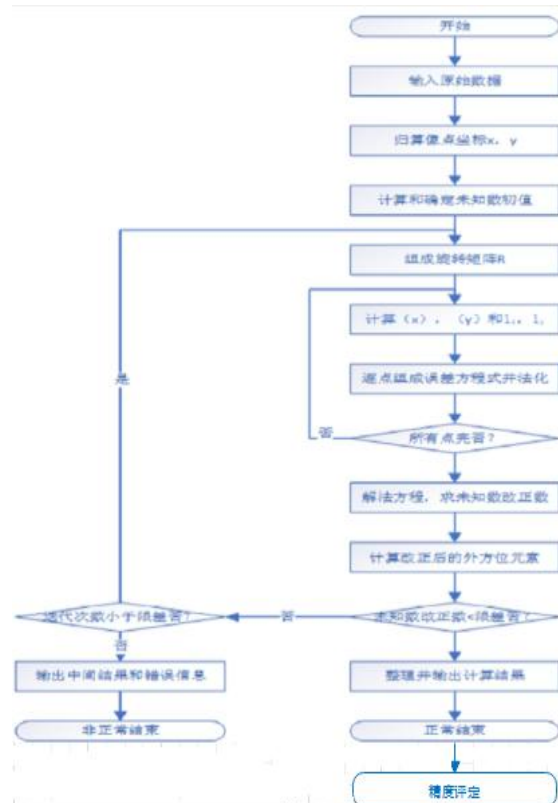 开始
输入原始数据
归算像点坐标x，y
计算和确定未知数初值
组成旋转矩阵R
计算（x），（y）和lₓ，lᵧ
逐点组成误差方程式并法化
所有点完否？
否
是
解法方程，求未知数改正数
计算改正后的外方位元素
未知数改正数<限差否？
否
迭代次数小于限差否？
否
输出中间结果和错误信息
整理并输出计算结果
非正常结束
正常结束
精度评定